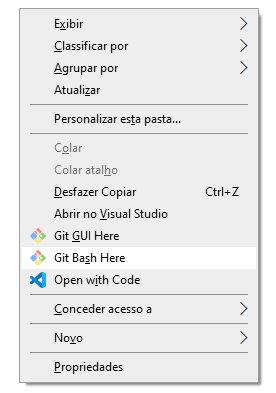 Exibir
Classificar por
Agrupar por
Atualizar
Personalizar esta pasta...
Colar
Colar atalho
Desfazer Copiar Ctrl+Z
Abrir no Visual Studio
Git GUI Here
Git Bash Here
Open with Code
Conceder acesso a
Novo
Propriedades